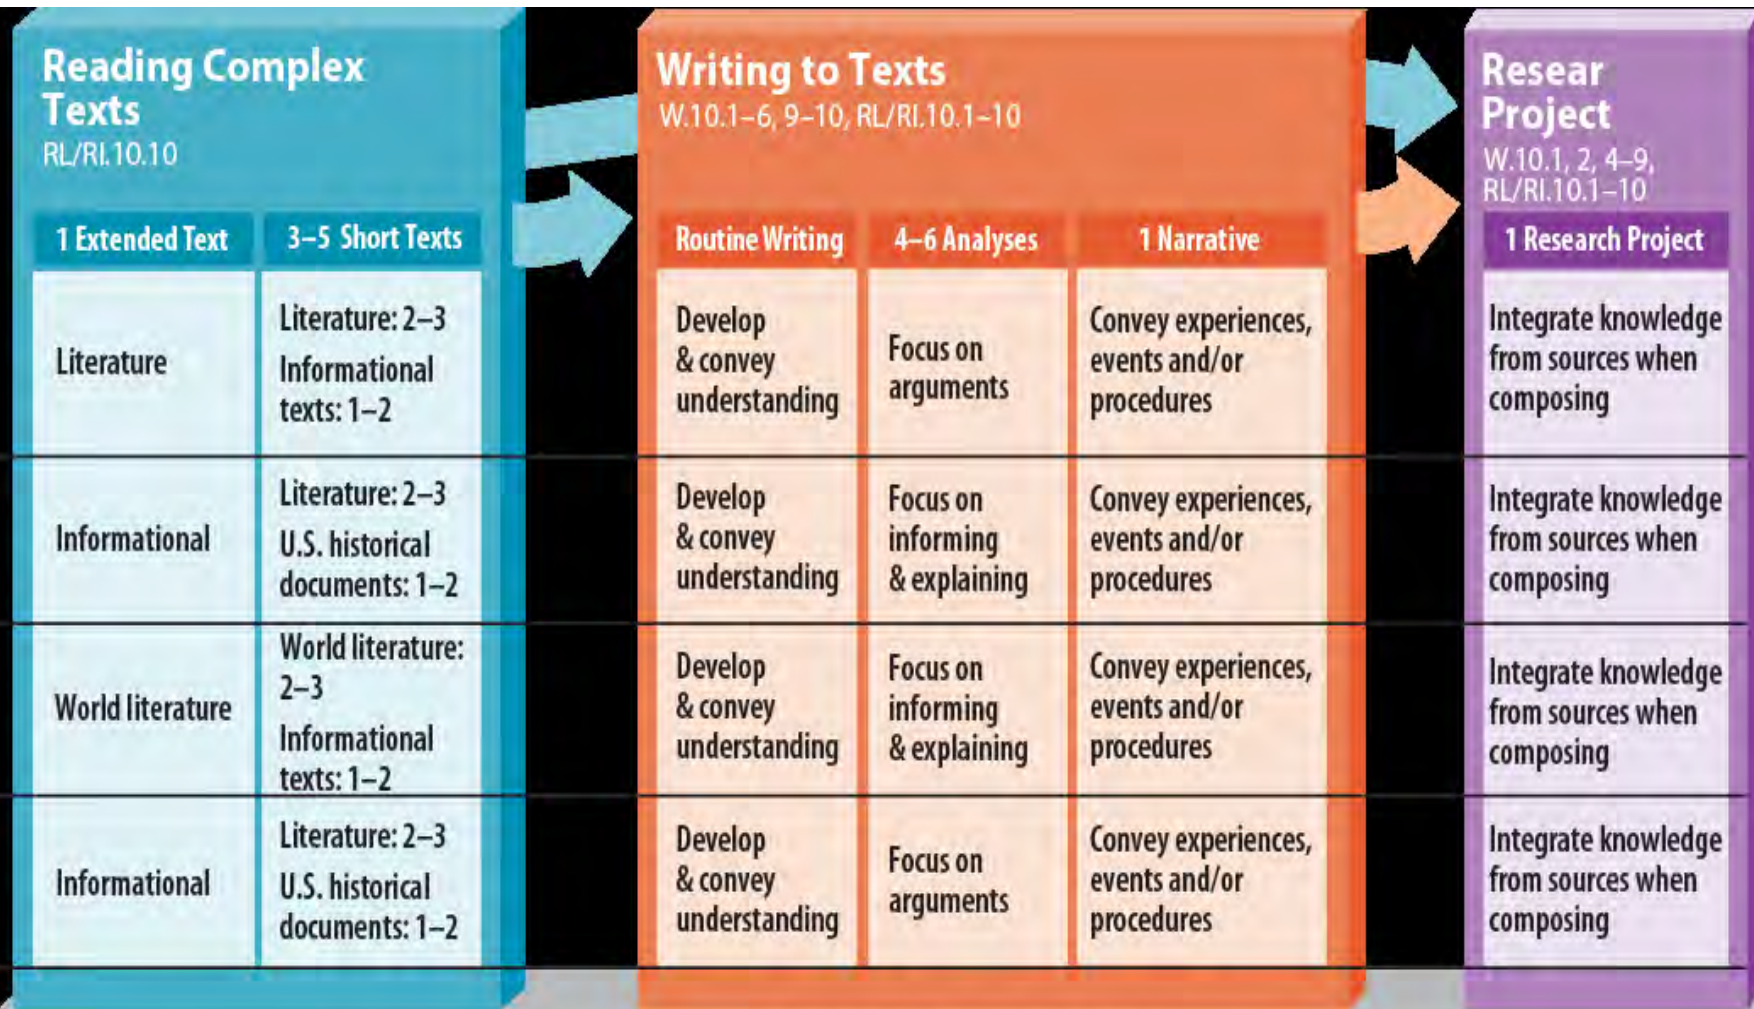 Reading Complex
Texts
RL/RI.10.10
1 Extended Text
3–5 Short Texts
Literature
Literature: 2–3
Informational
texts: 1–2
Informational
Literature: 2–3
U.S. historical
documents: 1–2
World literature
World literature:
2–3
Informational
texts: 1–2
Informational
Literature: 2–3
U.S. historical
documents: 1–2
Writing to Texts
W.10.1–6, 9–10, RL/RI.10.1–10
Routine Writing
4–6 Analyses
1 Narrative
Develop
& convey
understanding
Focus on
arguments
Convey experiences,
events and/or
procedures
Develop
& convey
understanding
Focus on
informing
& explaining
Convey experiences,
events and/or
procedures
Develop
& convey
understanding
Focus on
informing
& explaining
Convey experiences,
events and/or
procedures
Develop
& convey
understanding
Focus on
arguments
Convey experiences,
events and/or
procedures
Resear
Project
W.10.1, 2, 4–9,
RL/RI.10.1–10
1 Research Project
Integrate knowledge
from sources when
composing
Integrate knowledge
from sources when
composing
Integrate knowledge
from sources when
composing
Integrate knowledge
from sources when
composing